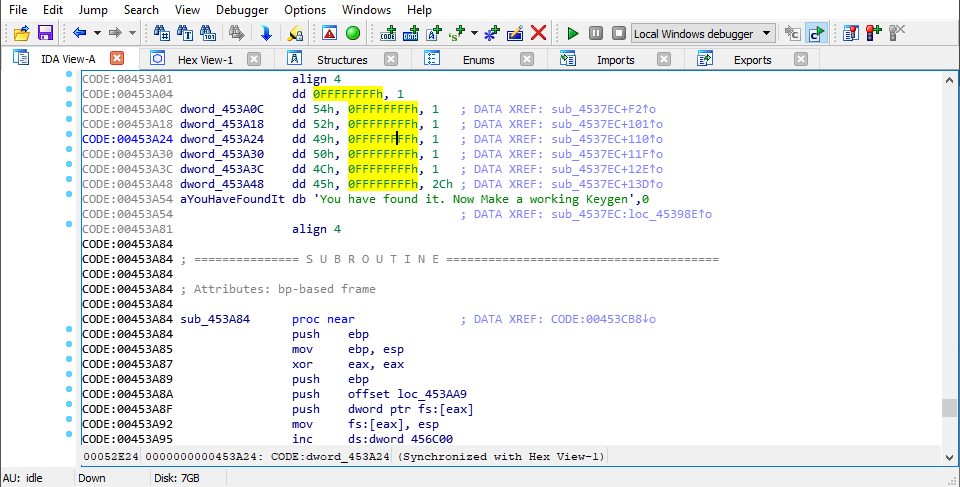 File Edit Jump Search View Debugger Options Windows Help
Local Windows debugger
IDA View-A Hex View-1 Structures Enums Imports Exports
CODE:00453A01 align 4
CODE:00453A04 dd 0FFFFFFFFh, 1
CODE:00453A0C dword_453A0C dd 54h, 0FFFFFFFFh, 1 ; DATA XREF: sub_4537EC+F2↑o
CODE:00453A18 dword_453A18 dd 52h, 0FFFFFFFFh, 1 ; DATA XREF: sub_4537EC+101↑o
CODE:00453A24 dword_453A24 dd 49h, 0FFFFFFFFh, 1 ; DATA XREF: sub_4537EC+110↑o
CODE:00453A30 dword_453A30 dd 50h, 0FFFFFFFFh, 1 ; DATA XREF: sub_4537EC+11F↑o
CODE:00453A3C dword_453A3C dd 4Ch, 0FFFFFFFFh, 1 ; DATA XREF: sub_4537EC+12E↑o
CODE:00453A48 dword_453A48 dd 45h, 0FFFFFFFFh, 2Ch ; DATA XREF: sub_4537EC+13D↑o
CODE:00453A54 aYouHaveFoundIt db 'You have found it. Now Make a working Keygen',0
CODE:00453A54 ; DATA XREF: sub_4537EC:loc_45398E↑o
CODE:00453A81 align 4
CODE:00453A84
CODE:00453A84 ; =============== S U B R O U T I N E =======================================
CODE:00453A84
CODE:00453A84 ; Attributes: bp-based frame
CODE:00453A84
CODE:00453A84 sub_453A84 proc near ; DATA XREF: CODE:00453CB8↓o
CODE:00453A84 push ebp
CODE:00453A85 mov ebp, esp
CODE:00453A87 xor eax, eax
CODE:00453A89 push ebp
CODE:00453A8A push offset loc_453AA9
CODE:00453A8F push dword ptr fs:[eax]
CODE:00453A92 mov fs:[eax], esp
CODE:00453A95 inc ds:dword_456C00
00052E24 0000000000453A24: CODE:dword_453A24 (Synchronized with Hex View-1)
AU: idle Down Disk: 7GB